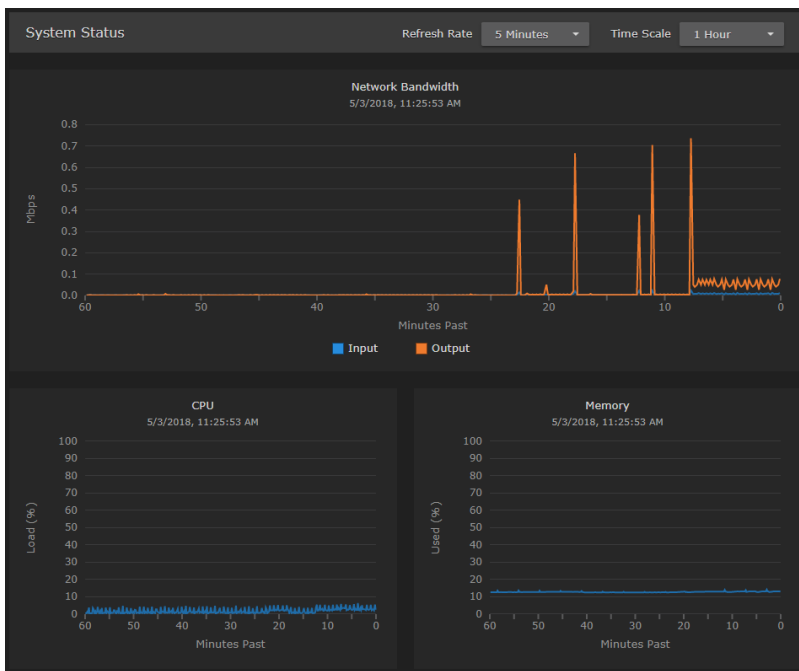 System Status
Refresh Rate 5 Minutes Time Scale 1 Hour
Network Bandwidth
5/3/2018, 11:25:53 AM
0.8
0.7
0.6
0.5
0.4
0.3
0.2
0.1
0.0
Mbps
60 50 40 30 20 10 0
Minutes Past
Input Output
CPU
5/3/2018, 11:25:53 AM
100
90
80
70
60
50
40
30
20
10
0
Load (%)
60 50 40 30 20 10 0
Minutes Past
Memory
5/3/2018, 11:25:53 AM
100
90
80
70
60
50
40
30
20
10
0
Used (%)
60 50 40 30 20 10 0
Minutes Past